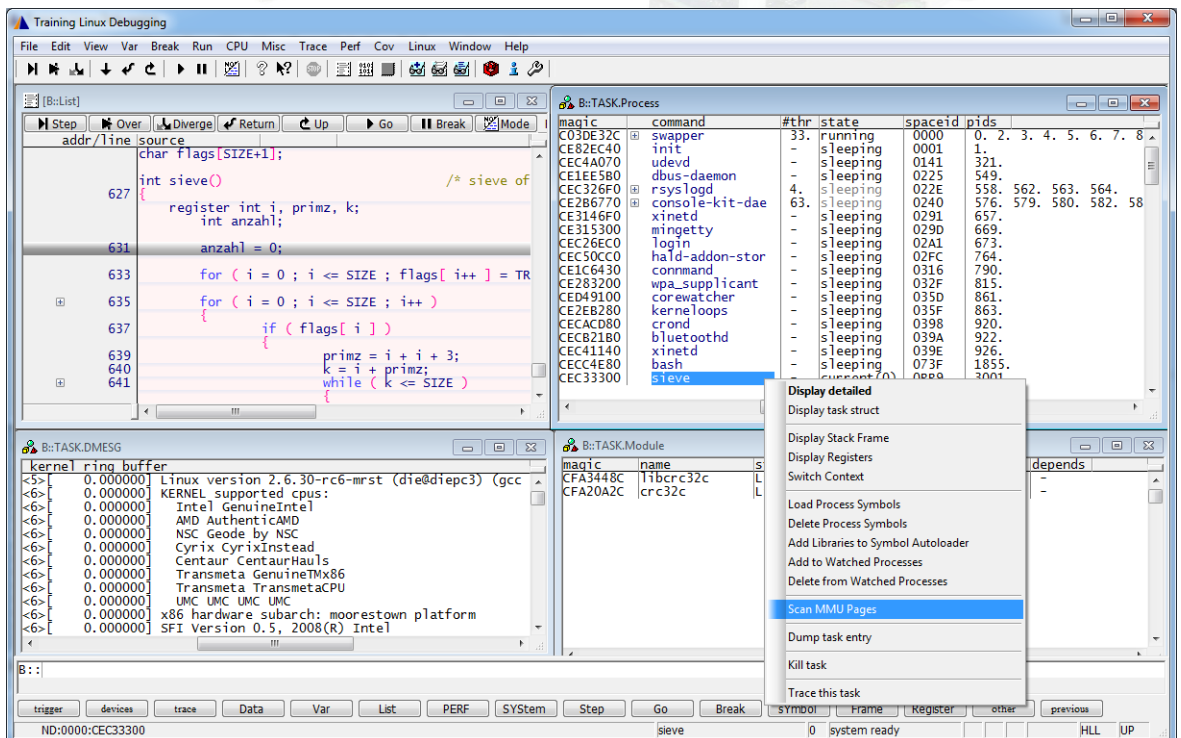 Training Linux Debugging
File Edit View Var Break Run CPU Misc Trace Perf Cov Linux Window Help
[B::List]
Step Over Diverge Return Up Go Break Mode
addr/line source
char flags[SIZE+1];
int sieve() /* sieve of
627 {
register int i, primz, k;
int anzahl;
631 anzahl = 0;
633 for ( i = 0 ; i <= SIZE ; flags[ i++ ] = TR
635 for ( i = 0 ; i <= SIZE ; i++ )
{
637 if ( flags[ i ] )
{
639 primz = i + i + 3;
640 k = i + primz;
641 while ( k <= SIZE )
{
B::TASK.Process
magic command #thr state spaceid pids
C03DE32C swapper 33. running 0000 0. 2. 3. 4. 5. 6. 7. 8
CE82EC40 init - sleeping 0001 1.
CEC4A070 udevd - sleeping 0141 321.
CE1EE5B0 dbus-daemon - sleeping 0225 549.
CEC326F0 rsyslogd 4. sleeping 022E 558. 562. 563. 564.
CE2B6770 console-kit-dae 63. sleeping 0240 576. 579. 580. 582. 58
CE3146F0 xinetd - sleeping 0291 657.
CE315300 mingetty - sleeping 029D 669.
CEC26EC0 login - sleeping 02A1 673.
CEC50CC0 hald-addon-stor - sleeping 02FC 764.
CE1C6430 connmand - sleeping 0316 790.
CE283200 wpa_supplicant - sleeping 032F 815.
CED49100 corewatcher - sleeping 035D 861.
CE2EB280 kerneloops - sleeping 035F 863.
CECACD80 crond - sleeping 0398 920.
CECB21B0 bluetoothd - sleeping 039A 922.
CEC41140 xinetd - sleeping 039E 926.
CECC4E80 bash - sleeping 073F 1855.
CEC33300 sieve - current(0) 0BB9 3001.
Display detailed
Display task struct
Display Stack Frame
Display Registers
Switch Context
Load Process Symbols
Delete Process Symbols
Add Libraries to Symbol Autoloader
Add to Watched Processes
Delete from Watched Processes
Scan MMU Pages
Dump task entry
Kill task
Trace this task
B::TASK.DMESG
kernel ring buffer
<5>[ 0.000000] Linux version 2.6.30-rc6-mrst (die@diepc3) (gcc
<6>[ 0.000000] KERNEL supported cpus:
<6>[ 0.000000] Intel GenuineIntel
<6>[ 0.000000] AMD AuthenticAMD
<6>[ 0.000000] NSC Geode by NSC
<6>[ 0.000000] Cyrix CyrixInstead
<6>[ 0.000000] Centaur CentaurHauls
<6>[ 0.000000] Transmeta GenuineTMx86
<6>[ 0.000000] Transmeta TransmetaCPU
<6>[ 0.000000] UMC UMC UMC UMC
<6>[ 0.000000] x86 hardware subarch: moorestown platform
<6>[ 0.000000] SFI Version 0.5, 2008(R) Intel
B::TASK.Module
magic name s depends
CFA3448C libcrc32c L -
CFA20A2C crc32c L -
B::
trigger devices trace Data Var List PERF SYStem Step Go Break sYmbol Frame Register other previous
ND:0000:CEC33300 sieve 0 system ready HLL UP